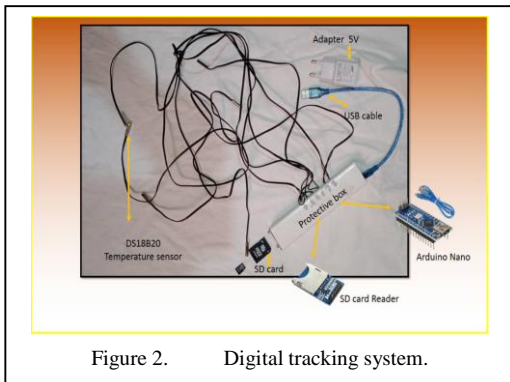 Adapter 5V
USB cable
Protective box
DS18B20
Temperature sensor
SD card
Arduino Nano
SD card Reader
Figure 2. Digital tracking system.